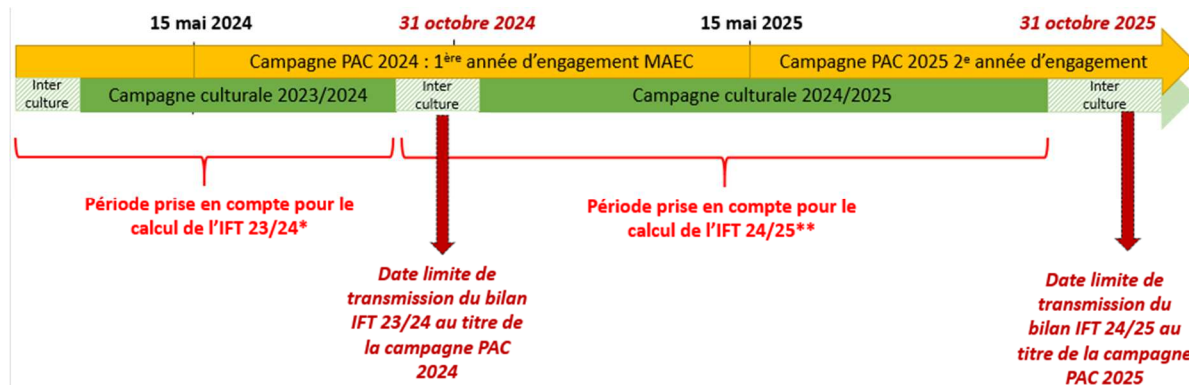 15 mai 2024
31 octobre 2024
15 mai 2025
31 octobre 2025
Campagne PAC 2024 : 1ère année d’engagement MAEC
Campagne PAC 2025 2e année d’engagement
Inter
culture
Campagne culturale 2023/2024
Inter
culture
Campagne culturale 2024/2025
Inter
culture
Période prise en compte pour le
calcul de l’IFT 23/24*
Période prise en compte pour le
calcul de l’IFT 24/25**
Date limite de
transmission du bilan
IFT 23/24 au titre de
la campagne PAC
2024
Date limite de
transmission du
bilan IFT 24/25 au
titre de la campagne
PAC 2025